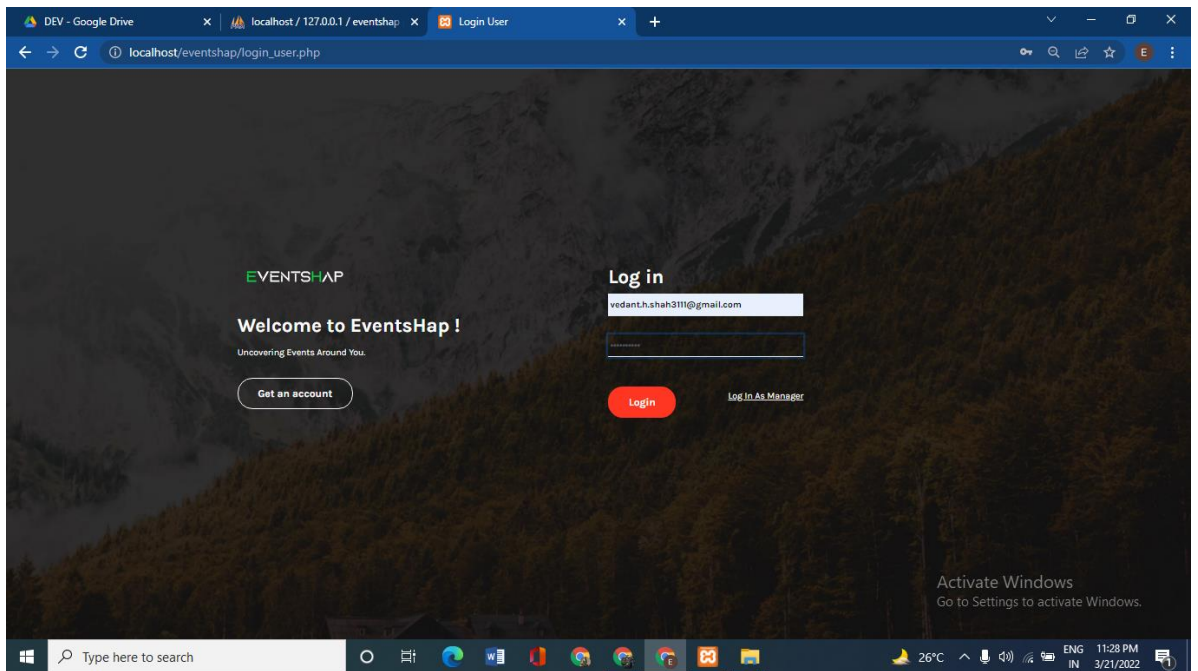 DEV - Google Drive
localhost / 127.0.0.1 / eventshap
Login User
localhost/eventshap/login_user.php
E
EVENTSHAP
Welcome to EventsHap !
Uncovering Events Around You.
Get an account
Log in
vedant.h.shah3111@gmail.com
Login
Log In As Manager
Activate Windows
Go to Settings to activate Windows.
Type here to search
26°C
ENG
IN
11:28 PM
3/21/2022